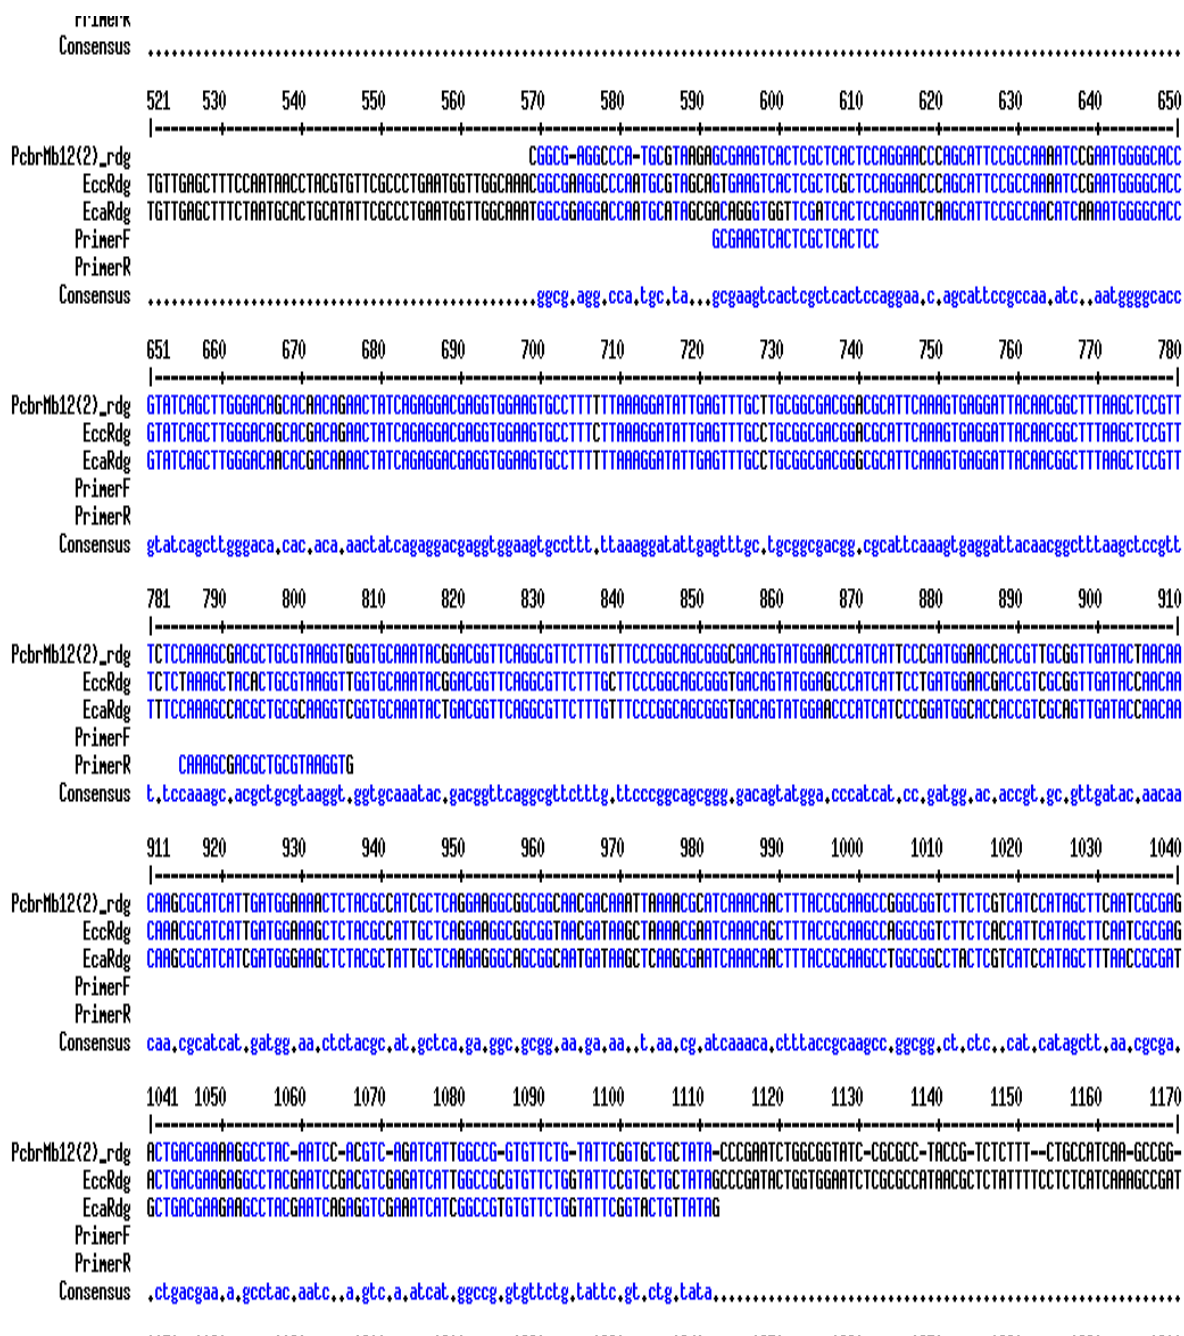 PrimerR
Consensus ..................................................................................................................................
521 530 540 550 560 570 580 590 600 610 620 630 640 650
|--------+---------+---------+---------+---------+---------+---------+---------+---------+---------+---------+---------+---------|
PcbrMb12(2)_rdg CGGCG-AGGCCCA-TGCGTAAGAGCGAAGTCACTCGCTCACTCCAGGAACCCAGCATTCCGCCAAAATCCGAATGGGGCACC
EccRdg TGTTGAGCTTTCCAATAACCTACGTGTTCGCCCTGAATGGTTGGCAAACGGCGAAGGCCCAATGCGTAGCAGTGAAGTCACTCGCTCGCTCCAGGAACCCAGCATTCCGCCAAAATCCGAATGGGGCACC
EcaRdg TGTTGAGCTTTCTAATGCACTGCATATTCGCCCTGAATGGTTGGCAAATGGCGGAGGACCAATGCATAGCGACAGGGTGGTTCGATCACTCCAGGAATCAAGCATTCCGCCAACATCAAAATGGGGCACC
PrimerF GCGAAGTCACTCGCTCACTCC
PrimerR
Consensus .................................................ggcg.agg.cca.tgc.ta...gcgaagtcactcgctcactccaggaa.c.agcattccgccaa.atc..aatggggcacc
651 660 670 680 690 700 710 720 730 740 750 760 770 780
|--------+---------+---------+---------+---------+---------+---------+---------+---------+---------+---------+---------+---------|
PcbrMb12(2)_rdg GTATCAGCTTGGGACAGCACAACAGAACTATCAGAGGACGAGGTGGAAGTGCCTTTTTTAAAGGATATTGAGTTTGCTTGCGGCGACGGACGCATTCAAAGTGAGGATTACAACGGCTTTAAGCTCCGTT
EccRdg GTATCAGCTTGGGACAGCACGACAGAACTATCAGAGGACGAGGTGGAAGTGCCTTTCTTAAAGGATATTGAGTTTGCCTGCGGCGACGGACGCATTCAAAGTGAGGATTACAACGGCTTTAAGCTCCGTT
EcaRdg GTATCAGCTTGGGACAACACGACAAAACTATCAGAGGACGAGGTGGAAGTGCCTTTTTTAAAGGATATTGAGTTTGCCTGCGGCGACGGGCGCATTCAAAGTGAGGATTACAACGGCTTTAAGCTCCGTT
PrimerF
PrimerR
Consensus gtatcagcttgggaca.cac.aca.aactatcagaggacgaggtggaagtgccttt.ttaaaggatattgagtttgc.tgcggcgacgg.cgcattcaaagtgaggattacaacggctttaagctccgtt
781 790 800 810 820 830 840 850 860 870 880 890 900 910
|--------+---------+---------+---------+---------+---------+---------+---------+---------+---------+---------+---------+---------|
PcbrMb12(2)_rdg TCTCCAAAGCGACGCTGCGTAAGGTGGGTGCAAATACGGACGGTTCAGGCGTTCTTTGTTTCCCGGCAGCGGGCGACAGTATGGAACCCATCATTCCCGATGGAACCACCGTTGCGGTTGATACTAACAA
EccRdg TCTCTAAAGCTACACTGCGTAAGGTTGGTGCAAATACGGACGGTTCAGGCGTTCTTTGCTTCCCGGCAGCGGGTGACAGTATGGAGCCCATCATTCCTGATGGAACGACCGTCGCGGTTGATACCAACAA
EcaRdg TTTCCAAAGCCACGCTGCGCAAGGTCGGTGCAAATACTGACGGTTCAGGCGTTCTTTGTTTCCCGGCAGCGGGTGACAGTATGGAACCCATCATCCCGGATGGCACCACCGTCGCAGTTGATACCAACAA
PrimerF
PrimerR CAAAGCGACGCTGCGTAAGGTG
Consensus t.tccaaagc.acgctgcgtaaggt.ggtgcaaatac.gacggttcaggcgttctttg.ttcccggcagcggg.gacagtatgga.cccatcat.cc.gatgg.ac.accgt.gc.gttgatac.aacaa
911 920 930 940 950 960 970 980 990 1000 1010 1020 1030 1040
|--------+---------+---------+---------+---------+---------+---------+---------+---------+---------+---------+---------+---------|
PcbrMb12(2)_rdg CAAGCGCATCATTGATGGAAAACTCTACGCCATCGCTCAGGAAGGCGGCGGCAACGACAAATTAAAACGCATCAAACAACTTTACCGCAAGCCGGGCGGTCTTCTCGTCATCCATAGCTTCAATCGCGAG
EccRdg CAAACGCATCATTGATGGAAAGCTCTACGCCATTGCTCAGGAAGGCGGCGGTAACGATAAGCTAAAACGAATCAAACAGCTTTACCGCAAGCCAGGCGGTCTTCTCACCATTCATAGCTTCAATCGCGAG
EcaRdg CAAGCGCATCATCGATGGGAAGCTCTACGCTATTGCTCAAGAGGGCAGCGGCAATGATAAGCTCAAGCGAATCAAACAACTTTACCGCAAGCCTGGCGGCCTACTCGTCATCCATAGCTTTAACCGCGAT
PrimerF
PrimerR
Consensus caa.cgcatcat.gatgg.aa.ctctacgc.at.gctca.ga.ggc.gcgg.aa.ga.aa..t.aa.cg.atcaaaca.ctttaccgcaagcc.ggcgg.ct.ctc..cat.catagctt.aa.cgcga.
1041 1050 1060 1070 1080 1090 1100 1110 1120 1130 1140 1150 1160 1170
|--------+---------+---------+---------+---------+---------+---------+---------+---------+---------+---------+---------+---------|
PcbrMb12(2)_rdg ACTGACGAAAAGGCCTAC-AATCC-ACGTC-AGATCATTGGCCG-GTGTTCTG-TATTCGGTGCTGCTATA-CCCGAATCTGGCGGTATC-CGCGCC-TACCG-TCTCTTT--CTGCCATCAA-GCCGG-
EccRdg ACTGACGAAGAGGCCTACGAATCCGACGTCGAGATCATTGGCCGCGTGTTCTGGTATTCCGTGCTGCTATAGCCCGATACTGGTGGAATCTCGCGCCATAACGCTCTATTTTCCTCTCATCAAAGCCGAT
EcaRdg GCTGACGAAGAAGCCTACGAATCAGAGGTCGAAATCATCGGCCGTGTGTTCTGGTATTCGGTACTGTTATAG
PrimerF
PrimerR
Consensus .ctgacgaa.a.gcctac.aatc..a.gtc.a.atcat.ggccg.gtgttctg.tattc.gt.ctg.tata...........................................................